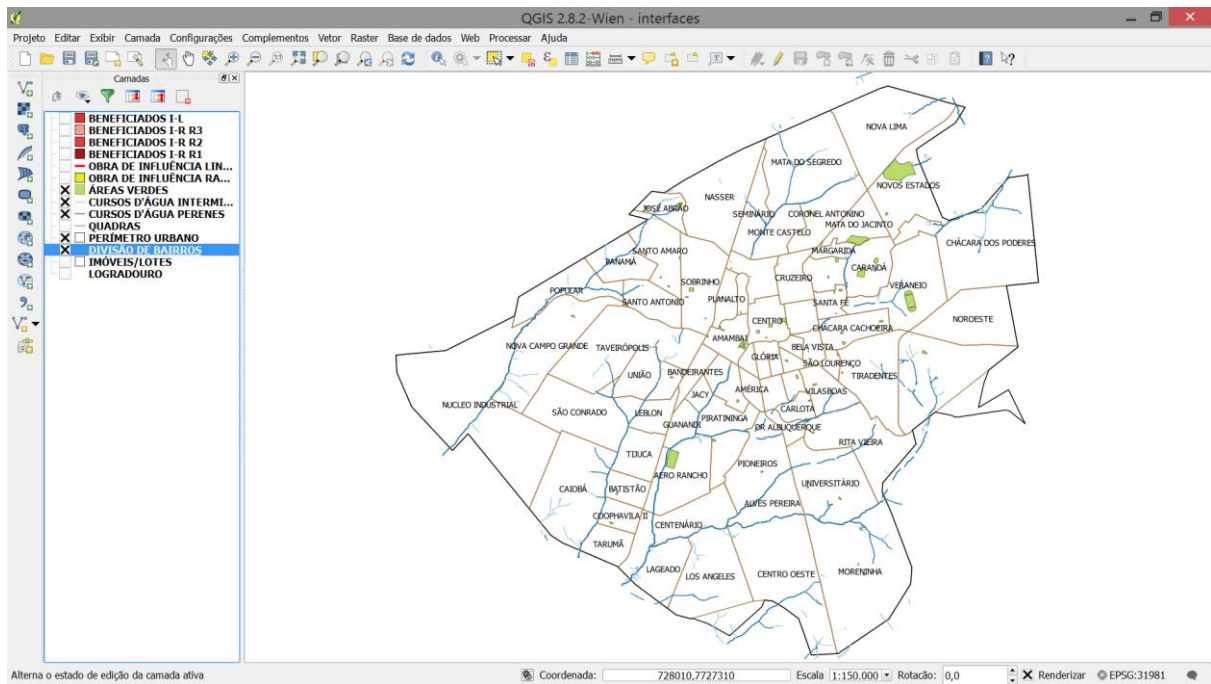 QGIS 2.8.2-Wien - interfaces
Projeto Editar Exibir Camada Configurações Complementos Vetor Raster Base de dados Web Processar Ajuda
Camadas
BENEFICIADOS I-L
BENEFICIADOS I-R R3
BENEFICIADOS I-R R2
BENEFICIADOS I-R R1
OBRA DE INFLUÊNCIA LIN...
OBRA DE INFLUÊNCIA RA...
ÁREAS VERDES
CURSOS D'ÁGUA INTERMI...
CURSOS D'ÁGUA PERENES
QUADRAS
PERÍMETRO URBANO
DIVISÃO DE BAIRROS
IMÓVEIS/LOTES
LOGRADOURO
NOVA LIMA
MATA DO SEGREDO
NOVOS ESTADOS
NASSER
JOSÉ ABRÃO
SEMINÁRIO
CORONEL ANTONINO
MATA DO JACINTO
MONTE CASTELO
CHÁCARA DOS PODERES
SANTO AMARO
MARGARIDA
PANAMÁ
CARANDÁ
CRUZEIRO
SOBRINHO
VERANEIO
POPULAR
SANTO ANTONIO
PLANALTO
SANTA FÉ
CENTRO
NOROESTE
CHÁCARA CACHOEIRA
AMAMBAÍ
NOVA CAMPO GRANDE
TAVEIRÓPOLIS
BELA VISTA
GLÓRIA
SÃO LOURENÇO
UNIÃO
BANDEIRANTES
TIRADENTES
JACY
AMÉRICA
VILASBOAS
NUCLEO INDUSTRIAL
SÃO CONRADO
LEBLON
CARLOTA
PIRATININGA
GUANANDI
DR ALBUQUERQUE
RITA VIEIRA
TIJUCA
PIONEIROS
AERO RANCHO
UNIVERSITÁRIO
CAIOBÁ
BATISTÃO
ALVES PEREIRA
COOPHAVILA II
CENTENÁRIO
TARUMÃ
LAGEADO
LOS ANGELES
CENTRO OESTE
MORENINHA
Alterna o estado de edição da camada ativa
Coordenada: 728010,7727310 Escala 1:150.000 Rotação: 0,0 Renderizar EPSG:31981